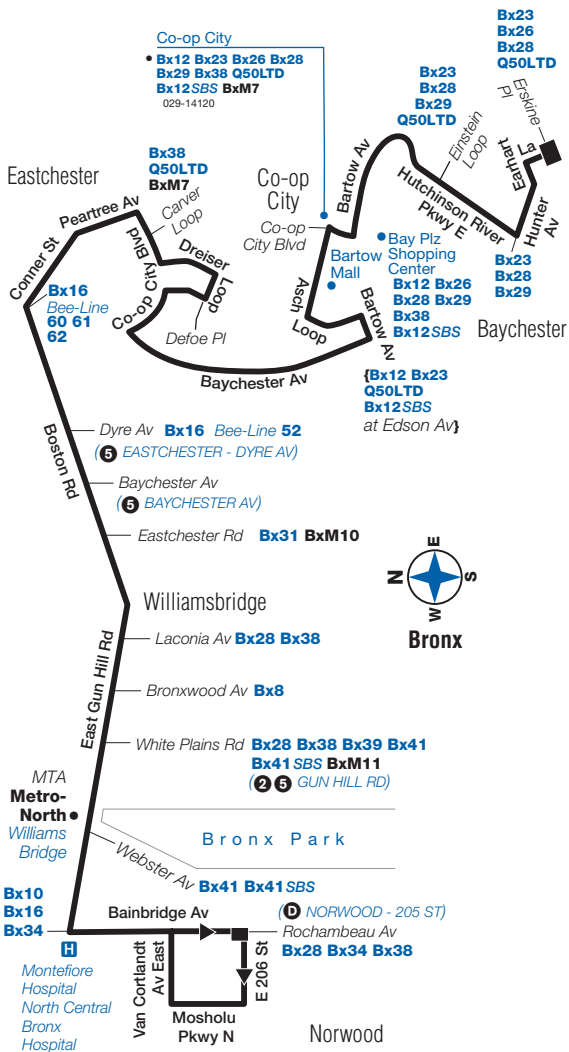 Bx23
Bx26
Bx28
Q50LTD
Erskine
Pl
Co-op City
Bx12 Bx23 Bx26 Bx28
Bx29 Bx38 Q50LTD
Bx12SBS BxM7
029-14120
Bx23
Bx28
Bx29
Q50LTD
Einstein
Loop
Earhart
La
Hutchinson River
Pkwy E
Hunter
Av
Bx23
Bx28
Bx29
Baychester
Bartow Av
Co-op
City
Co-op
City Blvd
Bay Plz
Shopping
Center
Bx12 Bx26
Bx28 Bx29
Bx38
Bx12SBS
Bartow
Mall
Asch
Loop
Bartow Av
{Bx12 Bx23
Q50LTD
Bx12SBS
at Edson Av}
Eastchester
Bx38
Q50LTD
BxM7
Peartree Av
Carver
Loop
Co-op City Blvd
Dreiser
Loop
Defoe Pl
Baychester Av
Conner St
Bx16
Bee-Line
60 61
62
Boston Rd
Dyre Av Bx16 Bee-Line 52
(5 EASTCHESTER - DYRE AV)
Baychester Av
(5 BAYCHESTER AV)
Eastchester Rd Bx31 BxM10
N
E
S
W
Bronx
Williamsbridge
East Gun Hill Rd
Laconia Av Bx28 Bx38
Bronxwood Av Bx8
White Plains Rd Bx28 Bx38 Bx39 Bx41
Bx41 SBS BxM11
(2 5 GUN HILL RD)
MTA
Metro-
North
Williams
Bridge
Bronx Park
Webster Av Bx41 Bx41 SBS
Bx10
Bx16
Bx34
H
Montefiore
Hospital
North Central
Bronx
Hospital
Bainbridge Av
(D NORWOOD - 205 ST)
Rochambeau Av
Bx28 Bx34 Bx38
Van Cortlandt
Av East
E 206 St
Mosholu
Pkwy N
Norwood